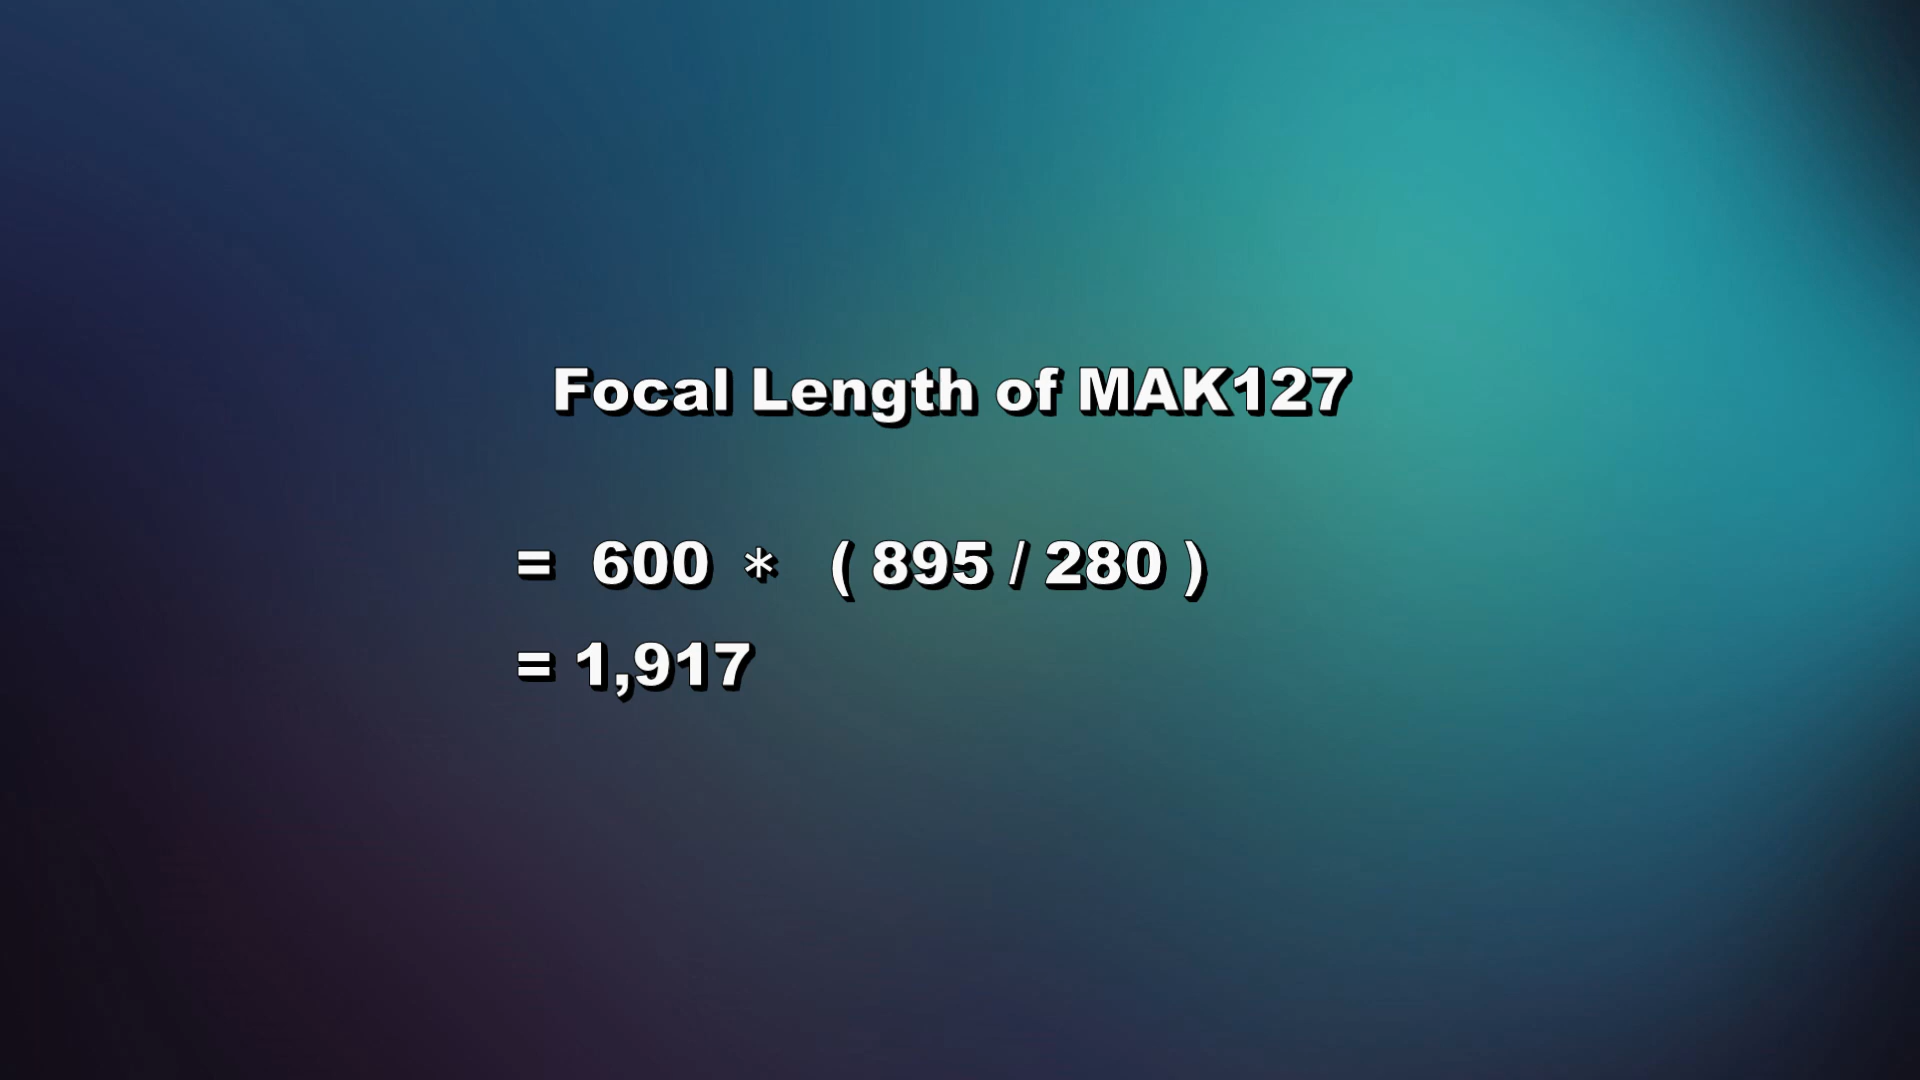 Focal Length of MAK127
= 600 * ( 895 / 280 )
= 1,917